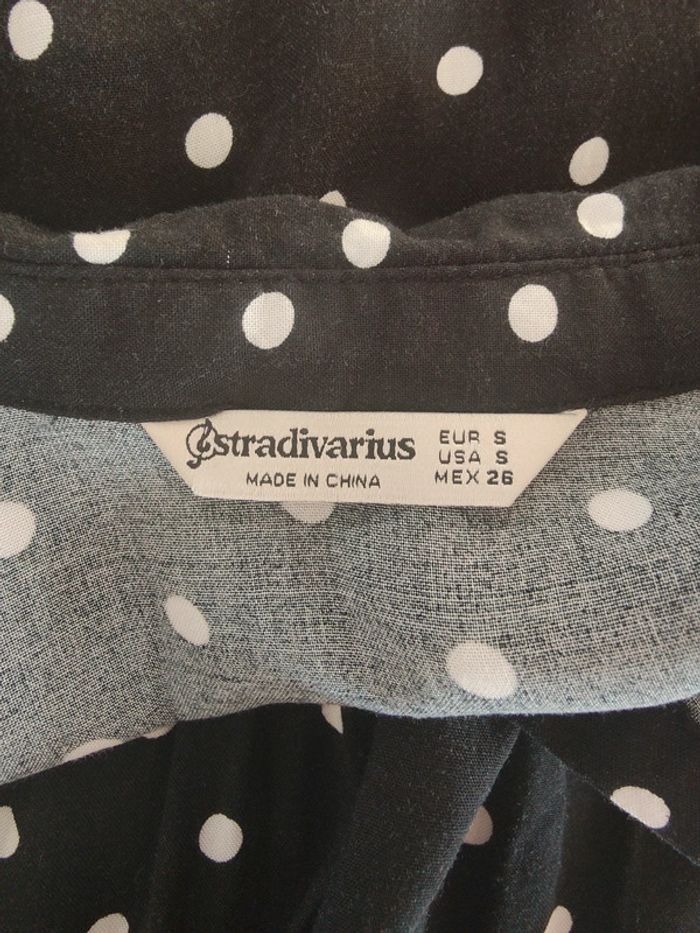 stradivarius
MADE IN CHINA
EUR S
USA S
MEX 26